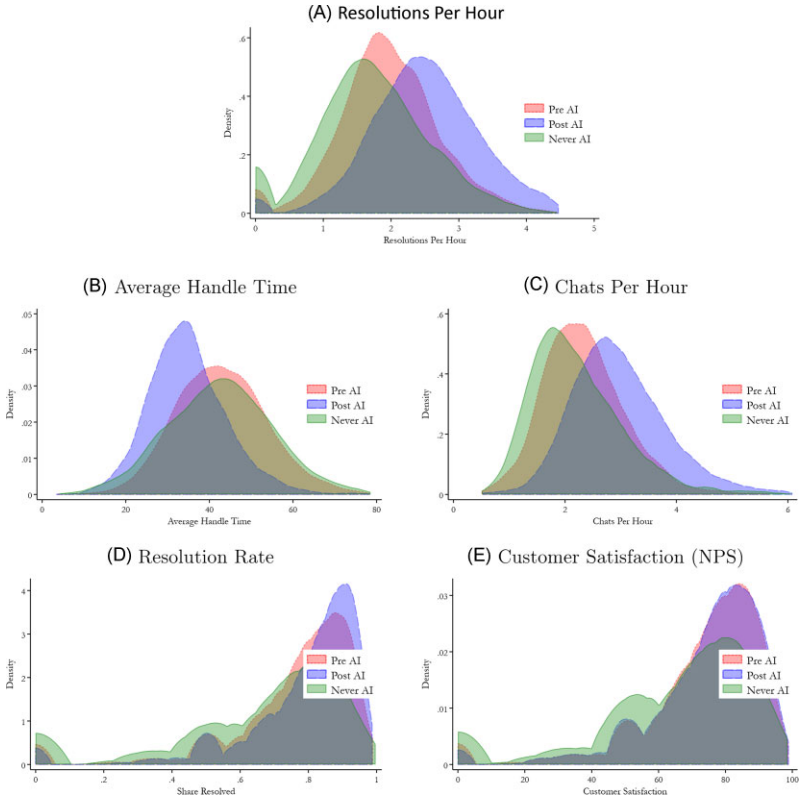 (A) Resolutions Per Hour
.6
.4
.2
0
Density
Pre AI
Post AI
Never AI
0 1 2 3 4 5
Resolutions Per Hour
(B) Average Handle Time
.05
.04
.03
.02
.01
0
Density
Pre AI
Post AI
Never AI
0 20 40 60 80
Average Handle Time
(C) Chats Per Hour
.6
.4
.2
0
Density
Pre AI
Post AI
Never AI
0 2 4 6
Chats Per Hour
(D) Resolution Rate
4
3
2
1
0
Density
Pre AI
Post AI
Never AI
0 .2 .4 .6 .8 1
Share Resolved
(E) Customer Satisfaction (NPS)
.03
.02
.01
0
Density
Pre AI
Post AI
Never AI
0 20 40 60 80 100
Customer Satisfaction